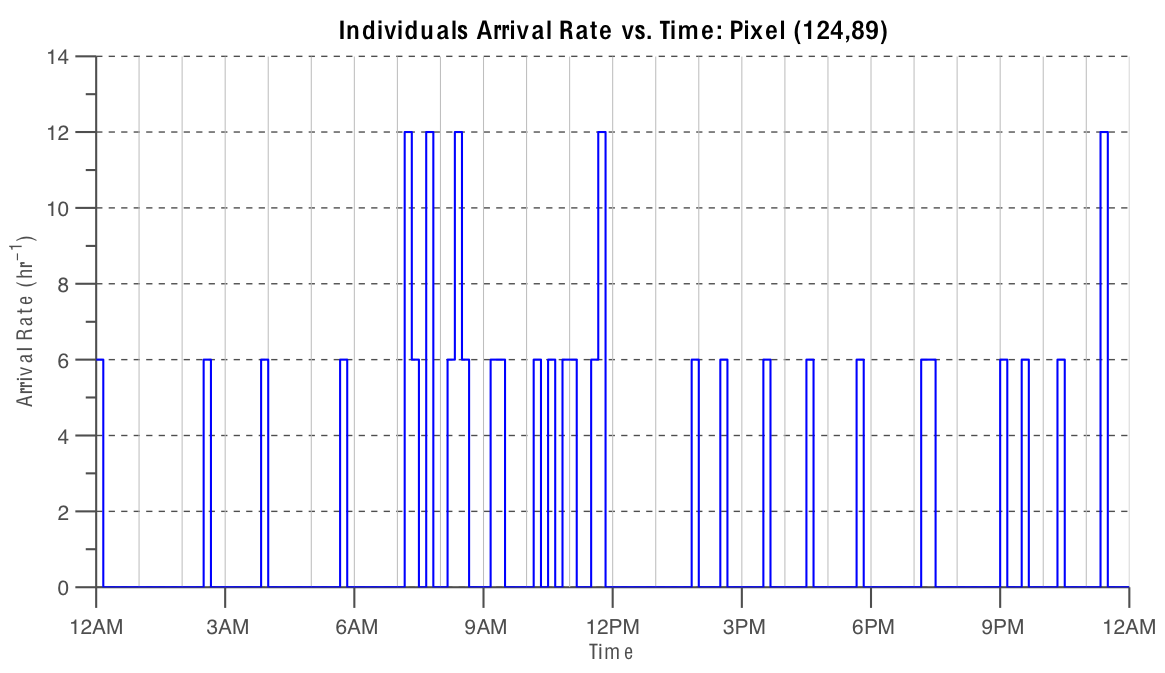 Individuals Arrival Rate vs. Time: Pixel (124,89)
14
12
10
8
6
4
2
0
Arrival Rate (hr⁻¹)
12AM 3AM 6AM 9AM 12PM 3PM 6PM 9PM 12AM
Time